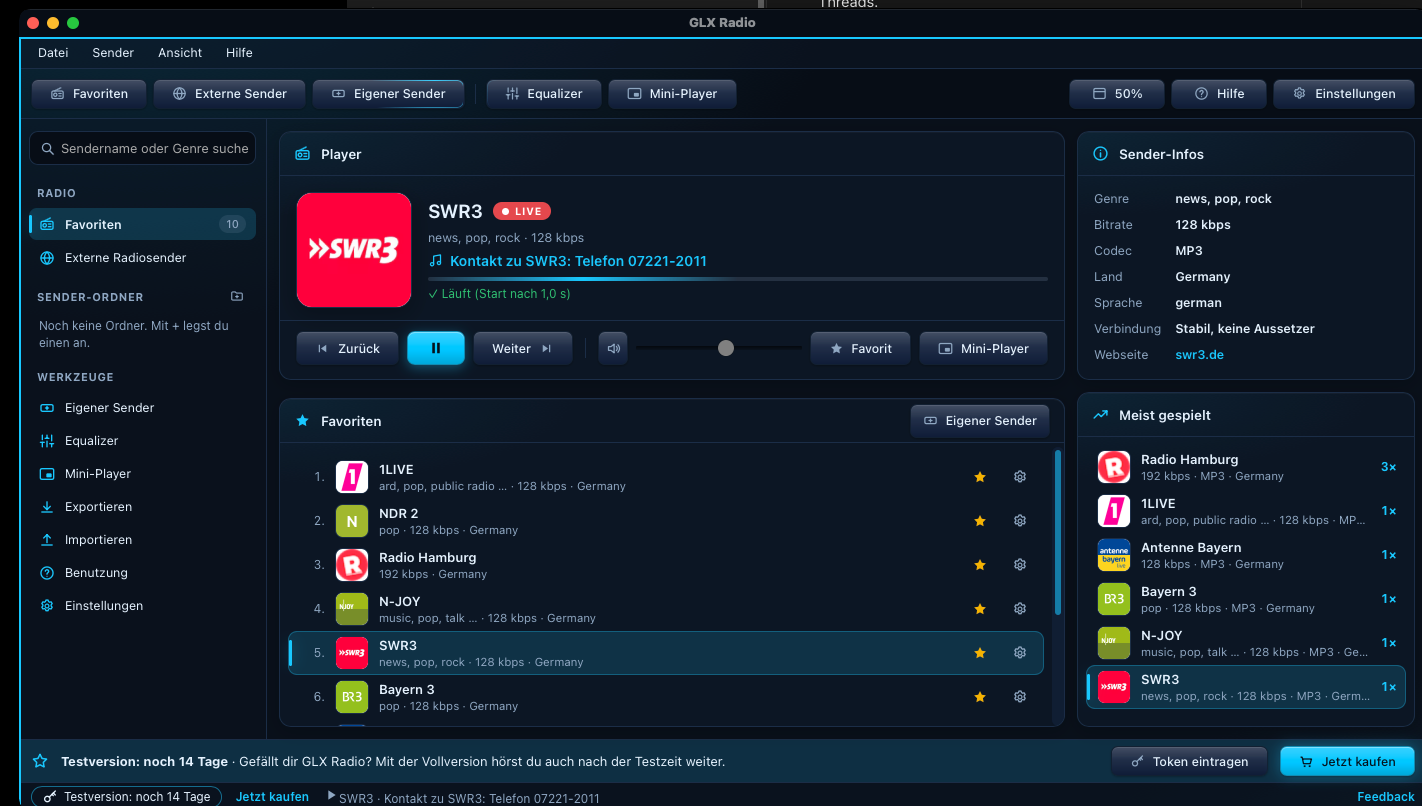 Threads.
GLX Radio
Datei Sender Ansicht Hilfe
Favoriten Externe Sender Eigener Sender Equalizer Mini-Player 50% Hilfe Einstellungen
Sendername oder Genre suche
RADIO
Favoriten 10
Externe Radiosender
SENDER-ORDNER
Noch keine Ordner. Mit + legst du
einen an.
WERKZEUGE
Eigener Sender
Equalizer
Mini-Player
Exportieren
Importieren
Benutzung
Einstellungen
Player
SWR3
SWR3 LIVE
news, pop, rock · 128 kbps
Kontakt zu SWR3: Telefon 07221-2011
✓ Läuft (Start nach 1,0 s)
Zurück Weiter Favorit Mini-Player
Favoriten Eigener Sender
1. 1 1LIVE
ard, pop, public radio ... · 128 kbps · Germany
2. N NDR 2
pop · 128 kbps · Germany
3. R Radio Hamburg
192 kbps · Germany
4. NJOY N-JOY
music, pop, talk ... · 128 kbps · Germany
5. SWR3 SWR3
news, pop, rock · 128 kbps · Germany
6. BR3 Bayern 3
pop · 128 kbps · Germany
Sender-Infos
Genre news, pop, rock
Bitrate 128 kbps
Codec MP3
Land Germany
Sprache german
Verbindung Stabil, keine Aussetzer
Webseite swr3.de
Meist gespielt
R Radio Hamburg 3×
192 kbps · MP3 · Germany
1 1LIVE 1×
ard, pop, public radio ... · 128 kbps · MP...
antenne bayern LIVE Antenne Bayern 1×
128 kbps · MP3 · Germany
BR3 Bayern 3 1×
pop · 128 kbps · MP3 · Germany
NJOY N-JOY 1×
music, pop, talk ... · 128 kbps · MP3 · Ge...
SWR3 SWR3 1×
news, pop, rock · 128 kbps · MP3 · Germ...
Testversion: noch 14 Tage · Gefällt dir GLX Radio? Mit der Vollversion hörst du auch nach der Testzeit weiter. Token eintragen Jetzt kaufen
Testversion: noch 14 Tage Jetzt kaufen SWR3 · Kontakt zu SWR3: Telefon 07221-2011 Feedback